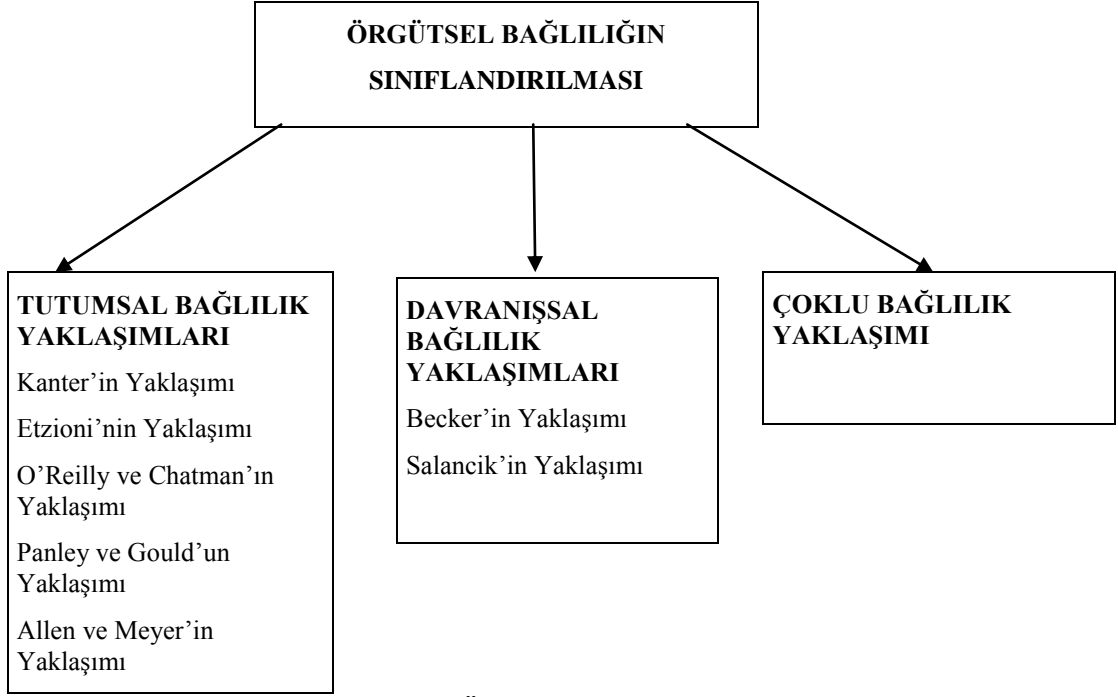 ÖRGÜTSEL BAĞLILIĞIN
SINIFLANDIRILMASI
TUTUMSAL BAĞLILIK
YAKLAŞIMLARI
Kanter’in Yaklaşımı
Etzioni’nin Yaklaşımı
O’Reilly ve Chatman’ın
Yaklaşımı
Panley ve Gould’un
Yaklaşımı
Allen ve Meyer’in
Yaklaşımı
DAVRANIŞSAL
BAĞLILIK
YAKLAŞIMLARI
Becker’in Yaklaşımı
Salancik’in Yaklaşımı
ÇOKLU BAĞLILIK
YAKLAŞIMI